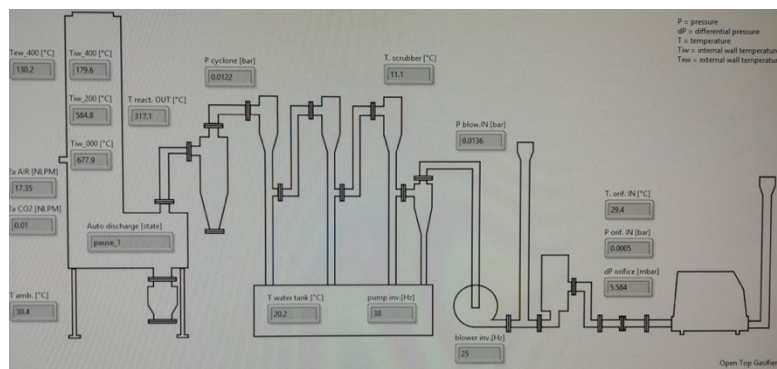 P = pressure
dP = differential pressure
T = temperature
Tiw = internal wall temperature
Tew = external wall temperatur
Tew_400 [°C]
130.2
Tiw_400 [°C]
179.6
Tiw_200 [°C]
584.8
Tiw_000 [°C]
677.9
T react. OUT [°C]
317.1
P cyclone [bar]
0.0122
T. scrubber [°C]
11.1
P blow.IN [bar]
0.0136
a AIR [NLPM]
17.35
a CO2 [NLPM]
0.01
Auto discharge [state]
pause_1
T amb. [°C]
30.4
T water tank [°C]
20.2
pump inv.[Hz]
38
blower inv.[Hz]
25
T. orif. IN [°C]
29.4
P orif. IN [bar]
0.0005
dP orifice [mbar]
5.564
Open Top Gasifier